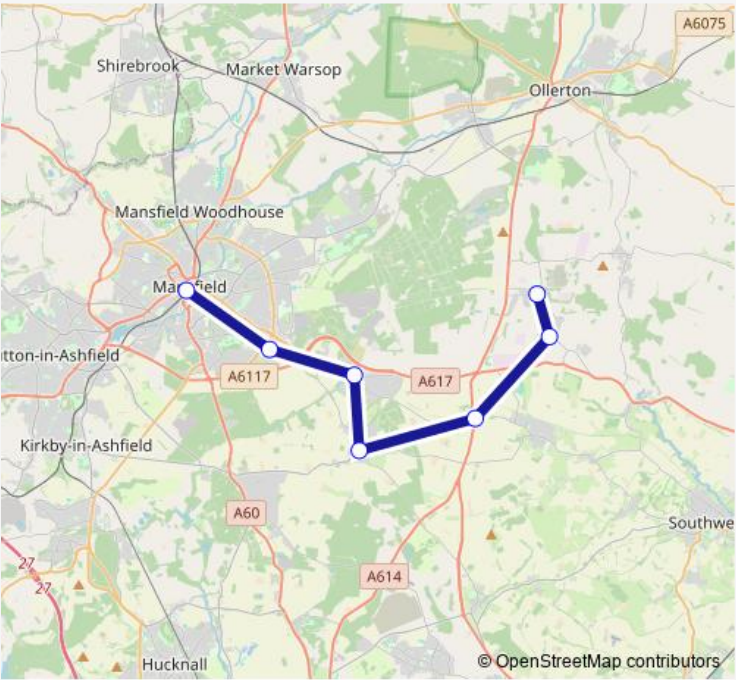 A6075
Shirebrook
Market Warsop
Ollerton
Mansfield Woodhouse
Mansfield
tton-in-Ashfield
A6117
A617
Kirkby-in-Ashfield
A60
Southwe
27
27
A614
Hucknall
© OpenStreetMap contributors